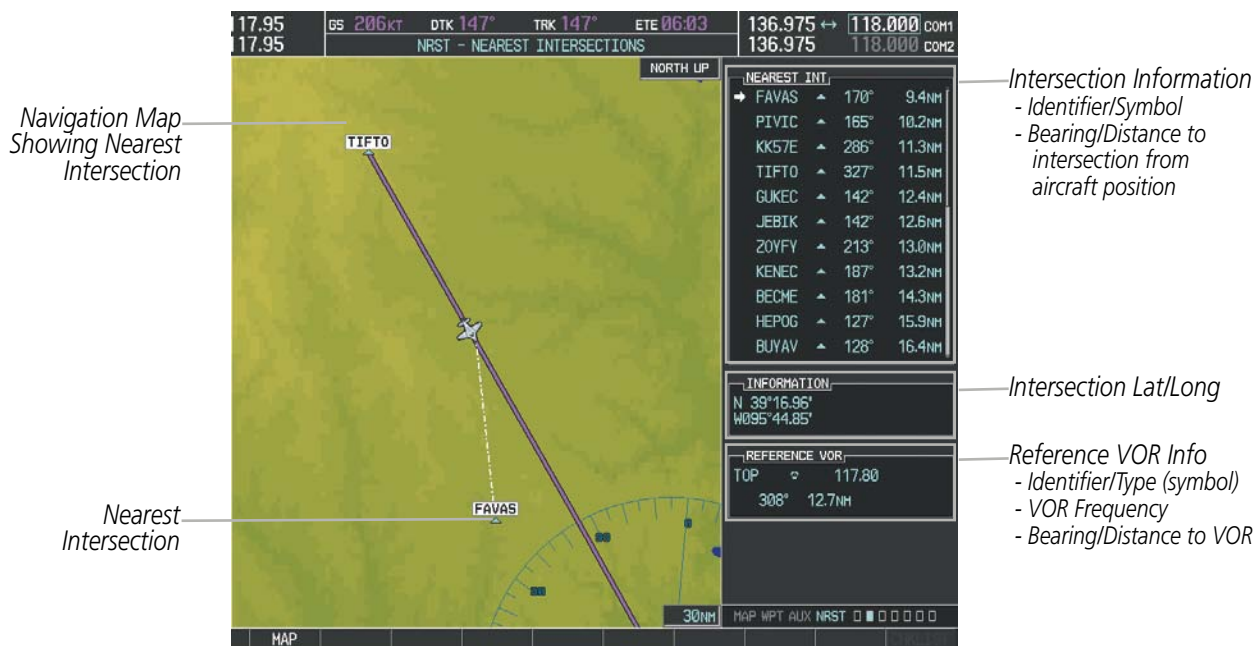 117.95
117.95
GS 206KT DTK 147° TRK 147° ETE 06:03
NRST - NEAREST INTERSECTIONS
136.975 ↔ 118.000 COM1
136.975 118.000 COM2
NORTH UP
Navigation Map
Showing Nearest
Intersection
TIFTO
FAVAS
Nearest
Intersection
30NM
NEAREST INT
FAVAS 170° 9.4NM
PIVIC 165° 10.2NM
KK57E 286° 11.3NM
TIFTO 327° 11.5NM
GUKEC 142° 12.4NM
JEBIK 142° 12.6NM
ZOYFY 213° 13.0NM
KENEC 187° 13.2NM
BECME 181° 14.3NM
HEPOG 127° 15.9NM
BUYAV 128° 16.4NM
INFORMATION
N 39°16.96'
W095°44.85'
REFERENCE VOR
TOP 117.80
308° 12.7NM
MAP WPT AUX NRST
MAP
Intersection Information
- Identifier/Symbol
- Bearing/Distance to
intersection from
aircraft position
Intersection Lat/Long
Reference VOR Info
- Identifier/Type (symbol)
- VOR Frequency
- Bearing/Distance to VOR